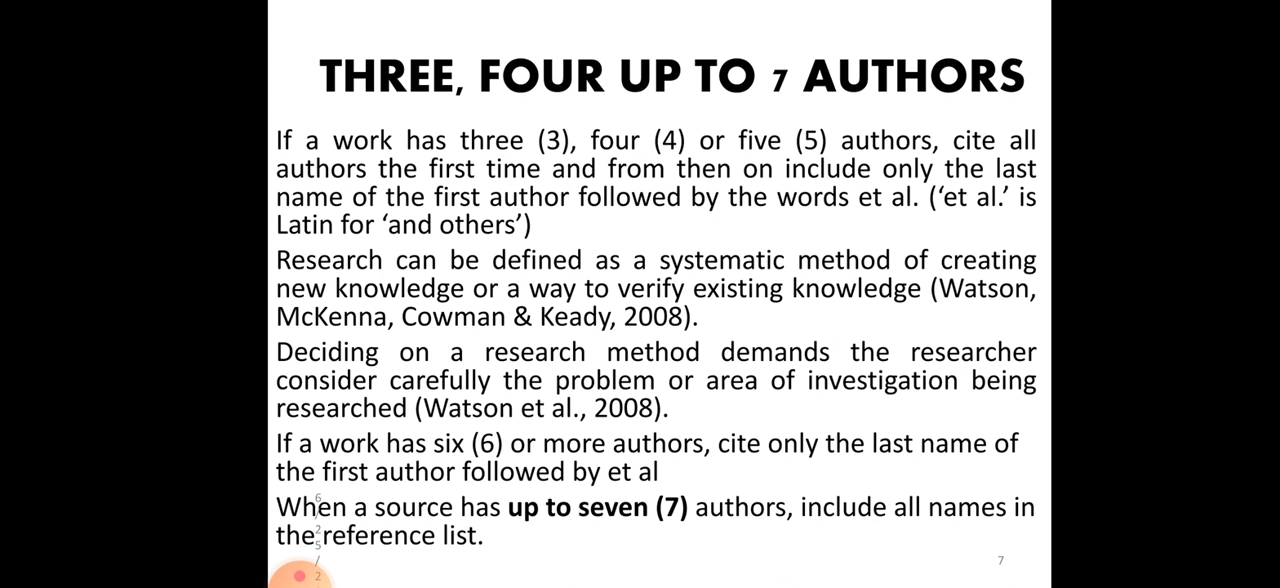 THREE, FOUR UP TO 7 AUTHORS
If a work has three (3), four (4) or five (5) authors, cite all
authors the first time and from then on include only the last
name of the first author followed by the words et al. (‘et al.’ is
Latin for ‘and others’)
Research can be defined as a systematic method of creating
new knowledge or a way to verify existing knowledge (Watson,
McKenna, Cowman & Keady, 2008).
Deciding on a research method demands the researcher
consider carefully the problem or area of investigation being
researched (Watson et al., 2008).
If a work has six (6) or more authors, cite only the last name of
the first author followed by et al
When a source has up to seven (7) authors, include all names in
the reference list.
6
/
2
5
/
2
7